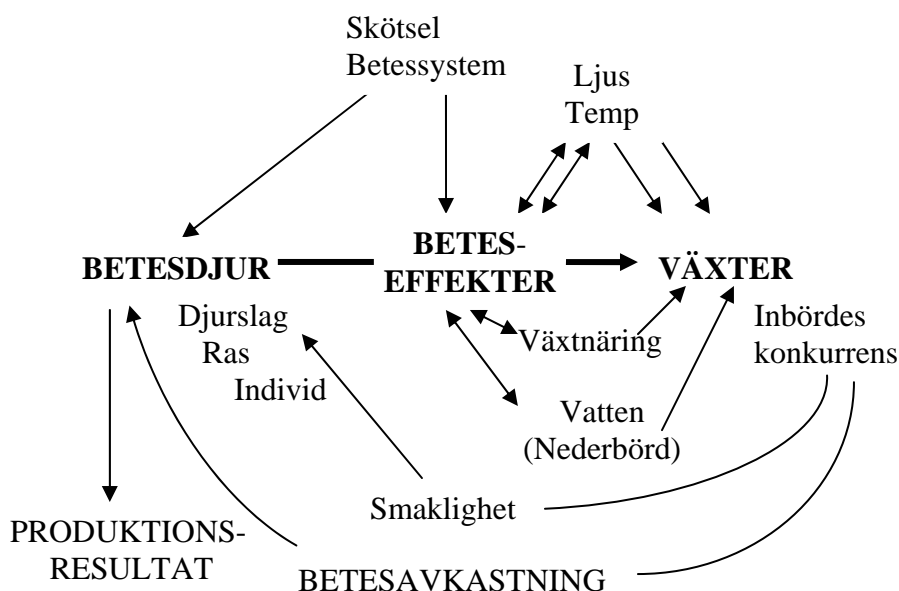 Skötsel
Betessystem
Ljus
Temp
BETESDJUR
BETES-
EFFEKTER
VÄXTER
Djurslag
Ras
Individ
Växtnäring
Inbördes
konkurrens
Vatten
(Nederbörd)
Smaklighet
PRODUKTIONS-
RESULTAT
BETESAVKASTNING